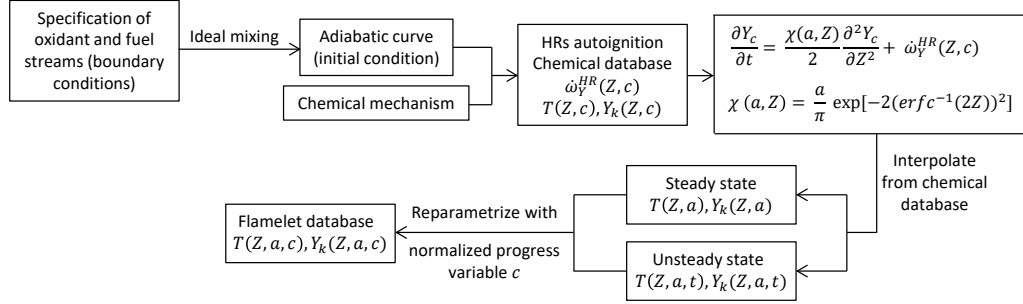 Specification of
oxidant and fuel
streams (boundary
conditions)
Ideal mixing
Adiabatic curve
(initial condition)
Chemical mechanism
HRs autoignition
Chemical database
ω̇_Y^{HR}(Z, c)
T(Z, c), Y_k(Z, c)
∂Y_c/∂t = χ(a, Z)/2 ∂²Y_c/∂Z² + ω̇_Y^{HR}(Z, c)
χ (a, Z) = a/π exp[−2(erfc⁻¹(2Z))²]
Interpolate
from chemical
database
Steady state
T(Z, a), Y_k(Z, a)
Unsteady state
T(Z, a, t), Y_k(Z, a, t)
Reparametrize with
normalized progress
variable c
Flamelet database
T(Z, a, c), Y_k(Z, a, c)